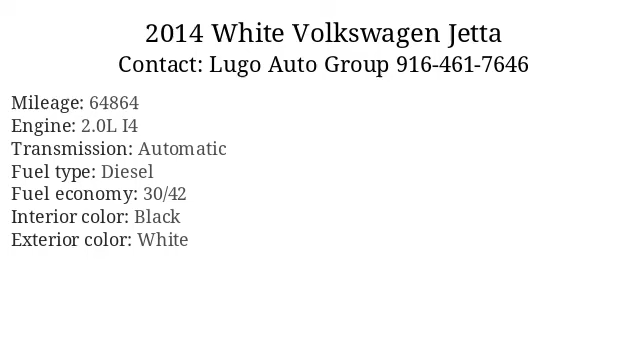 2014 White Volkswagen Jetta
Contact: Lugo Auto Group 916-461-7646
Mileage: 64864
Engine: 2.0L I4
Transmission: Automatic
Fuel type: Diesel
Fuel economy: 30/42
Interior color: Black
Exterior color: White